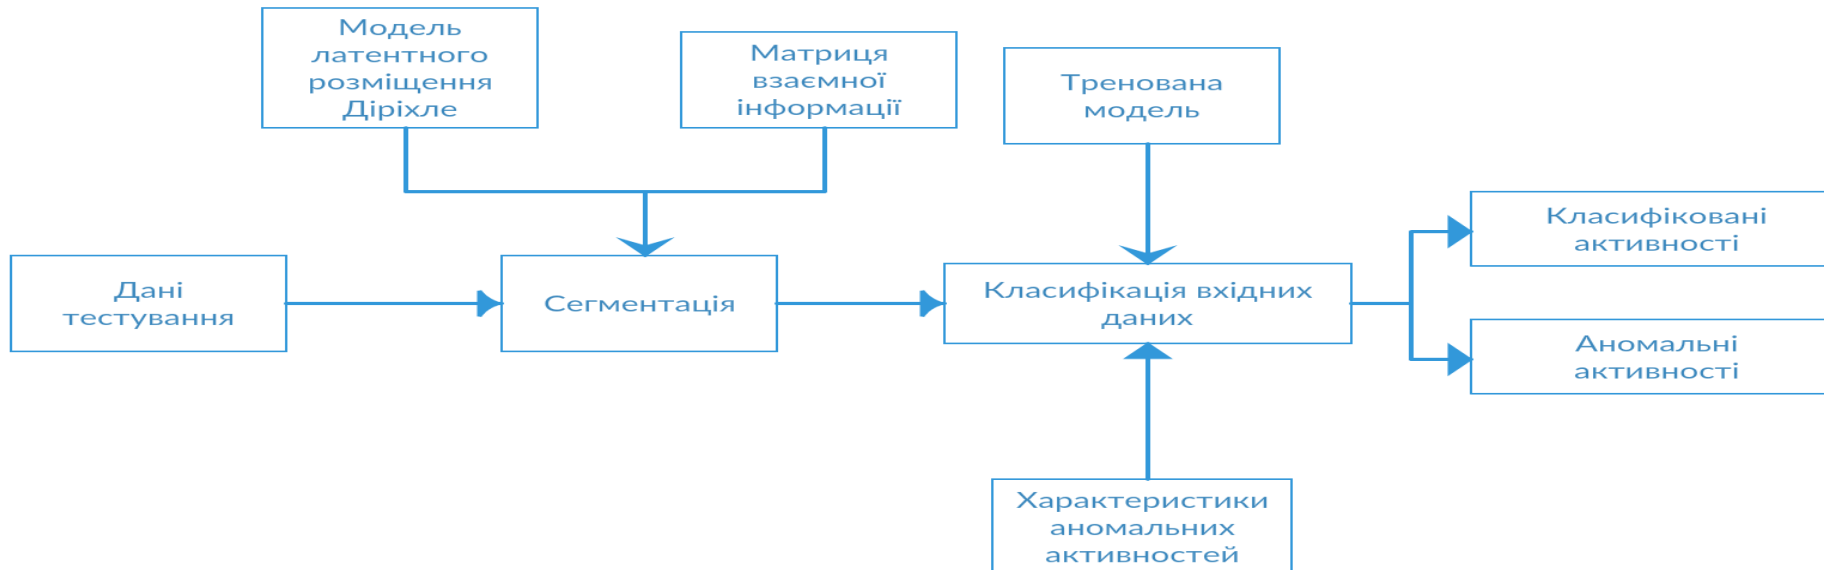 Модель
латентного
розміщення
Діріхле
Матриця
взаємної
інформації
Тренована
модель
Класифіковані
активності
Дані
тестування
Сегментація
Класифікація вхідних
даних
Аномальні
активності
Характеристики
аномальних
активностей